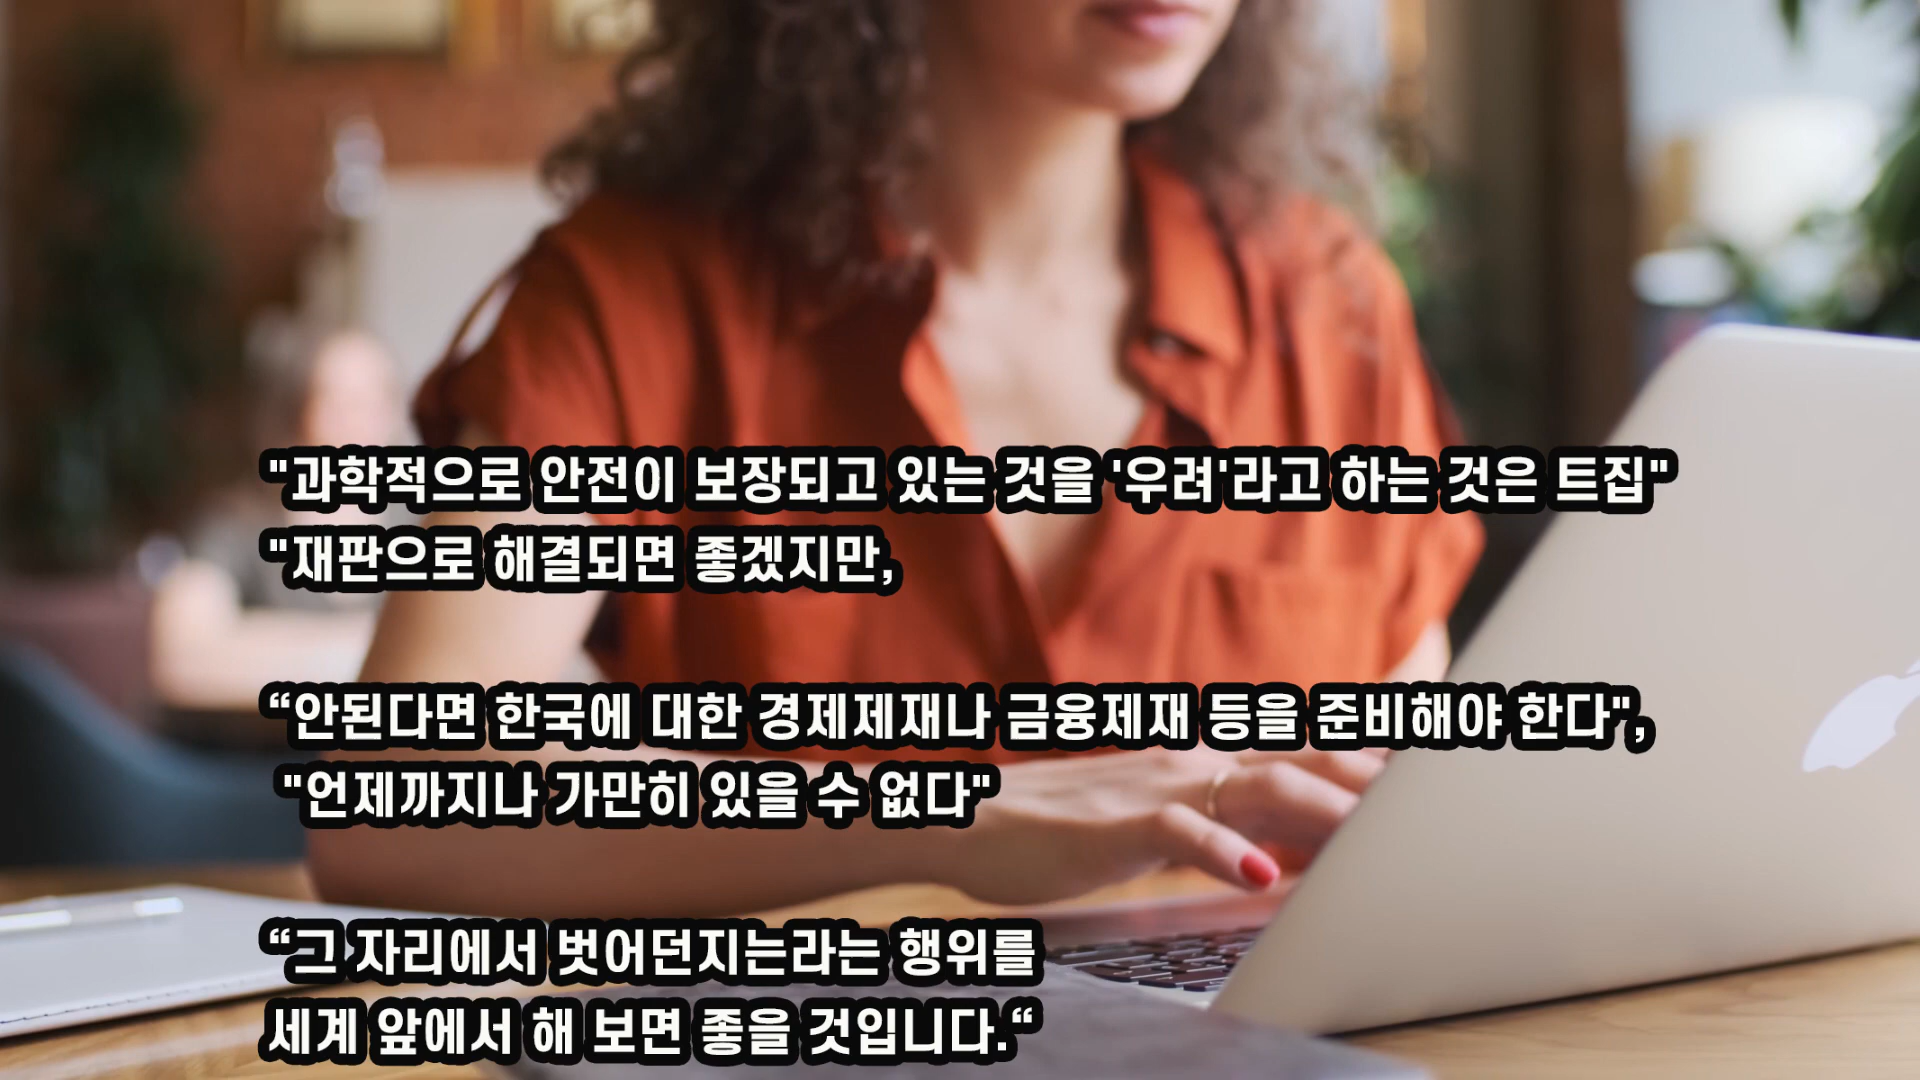 "과학적으로 안전이 보장되고 있는 것을 '우려'라고 하는 것은 트집"
"재판으로 해결되면 좋겠지만,
“안된다면 한국에 대한 경제제재나 금융제재 등을 준비해야 한다",
"언제까지나 가만히 있을 수 없다"
“그 자리에서 벗어던지는라는 행위를
세계 앞에서 해 보면 좋을 것입니다.“